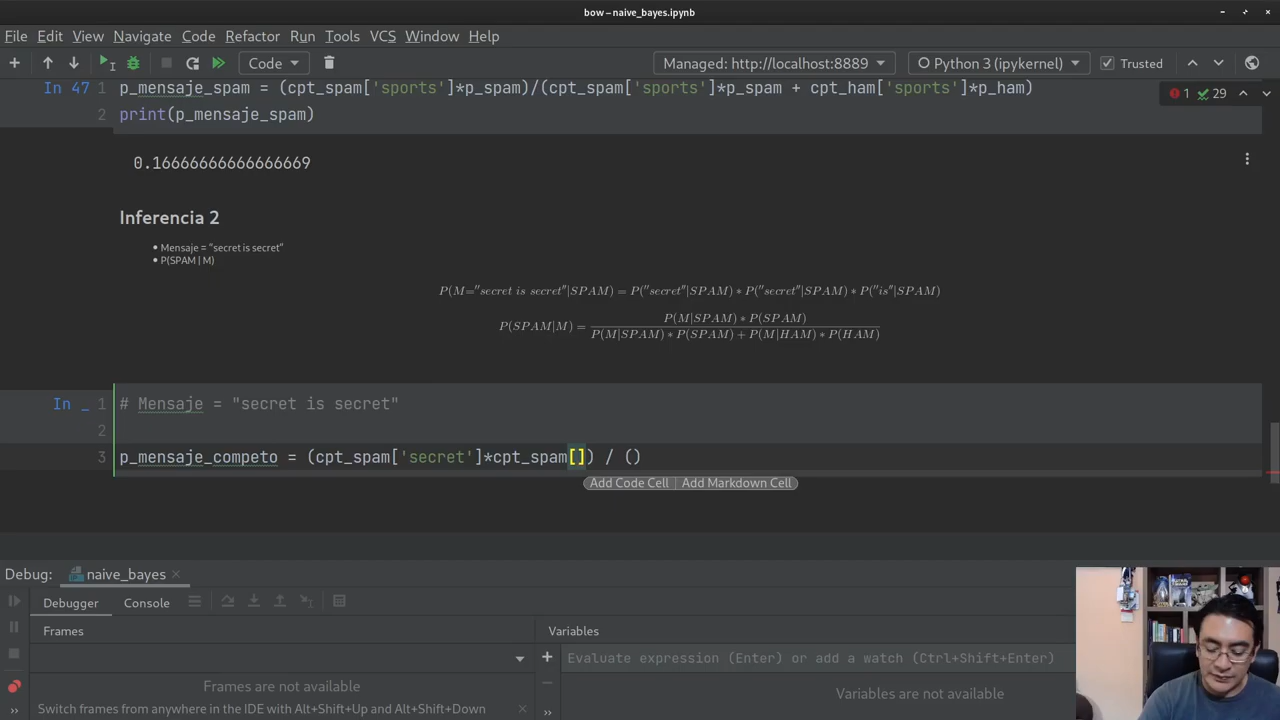 bow – naive_bayes.ipynb
File Edit View Navigate Code Refactor Run Tools VCS Window Help
Code Managed: http://localhost:8889 Python 3 (ipykernel) Trusted
In 47 1 p_mensaje_spam = (cpt_spam['sports']*p_spam)/(cpt_spam['sports']*p_spam + cpt_ham['sports']*p_ham)
1 29
2 print(p_mensaje_spam)
0.16666666666666669
Inferencia 2
• Mensaje = "secret is secret"
• P(SPAM | M)
P(M="secret is secret"|SPAM) = P("secret"|SPAM) * P("secret"|SPAM) * P("is"|SPAM)
P(SPAM|M) = P(M|SPAM) * P(SPAM)
P(M|SPAM) * P(SPAM) + P(M|HAM) * P(HAM)
In _ 1 # Mensaje = "secret is secret"
2
3 p_mensaje_competo = (cpt_spam['secret']*cpt_spam[]) / ()
Add Code Cell Add Markdown Cell
Debug: naive_bayes
Debugger Console
Frames Variables
Evaluate expression (Enter) or add a watch (Ctrl+Shift+Enter)
Frames are not available Variables are not available
Switch frames from anywhere in the IDE with Alt+Shift+Up and Alt+Shift+Down